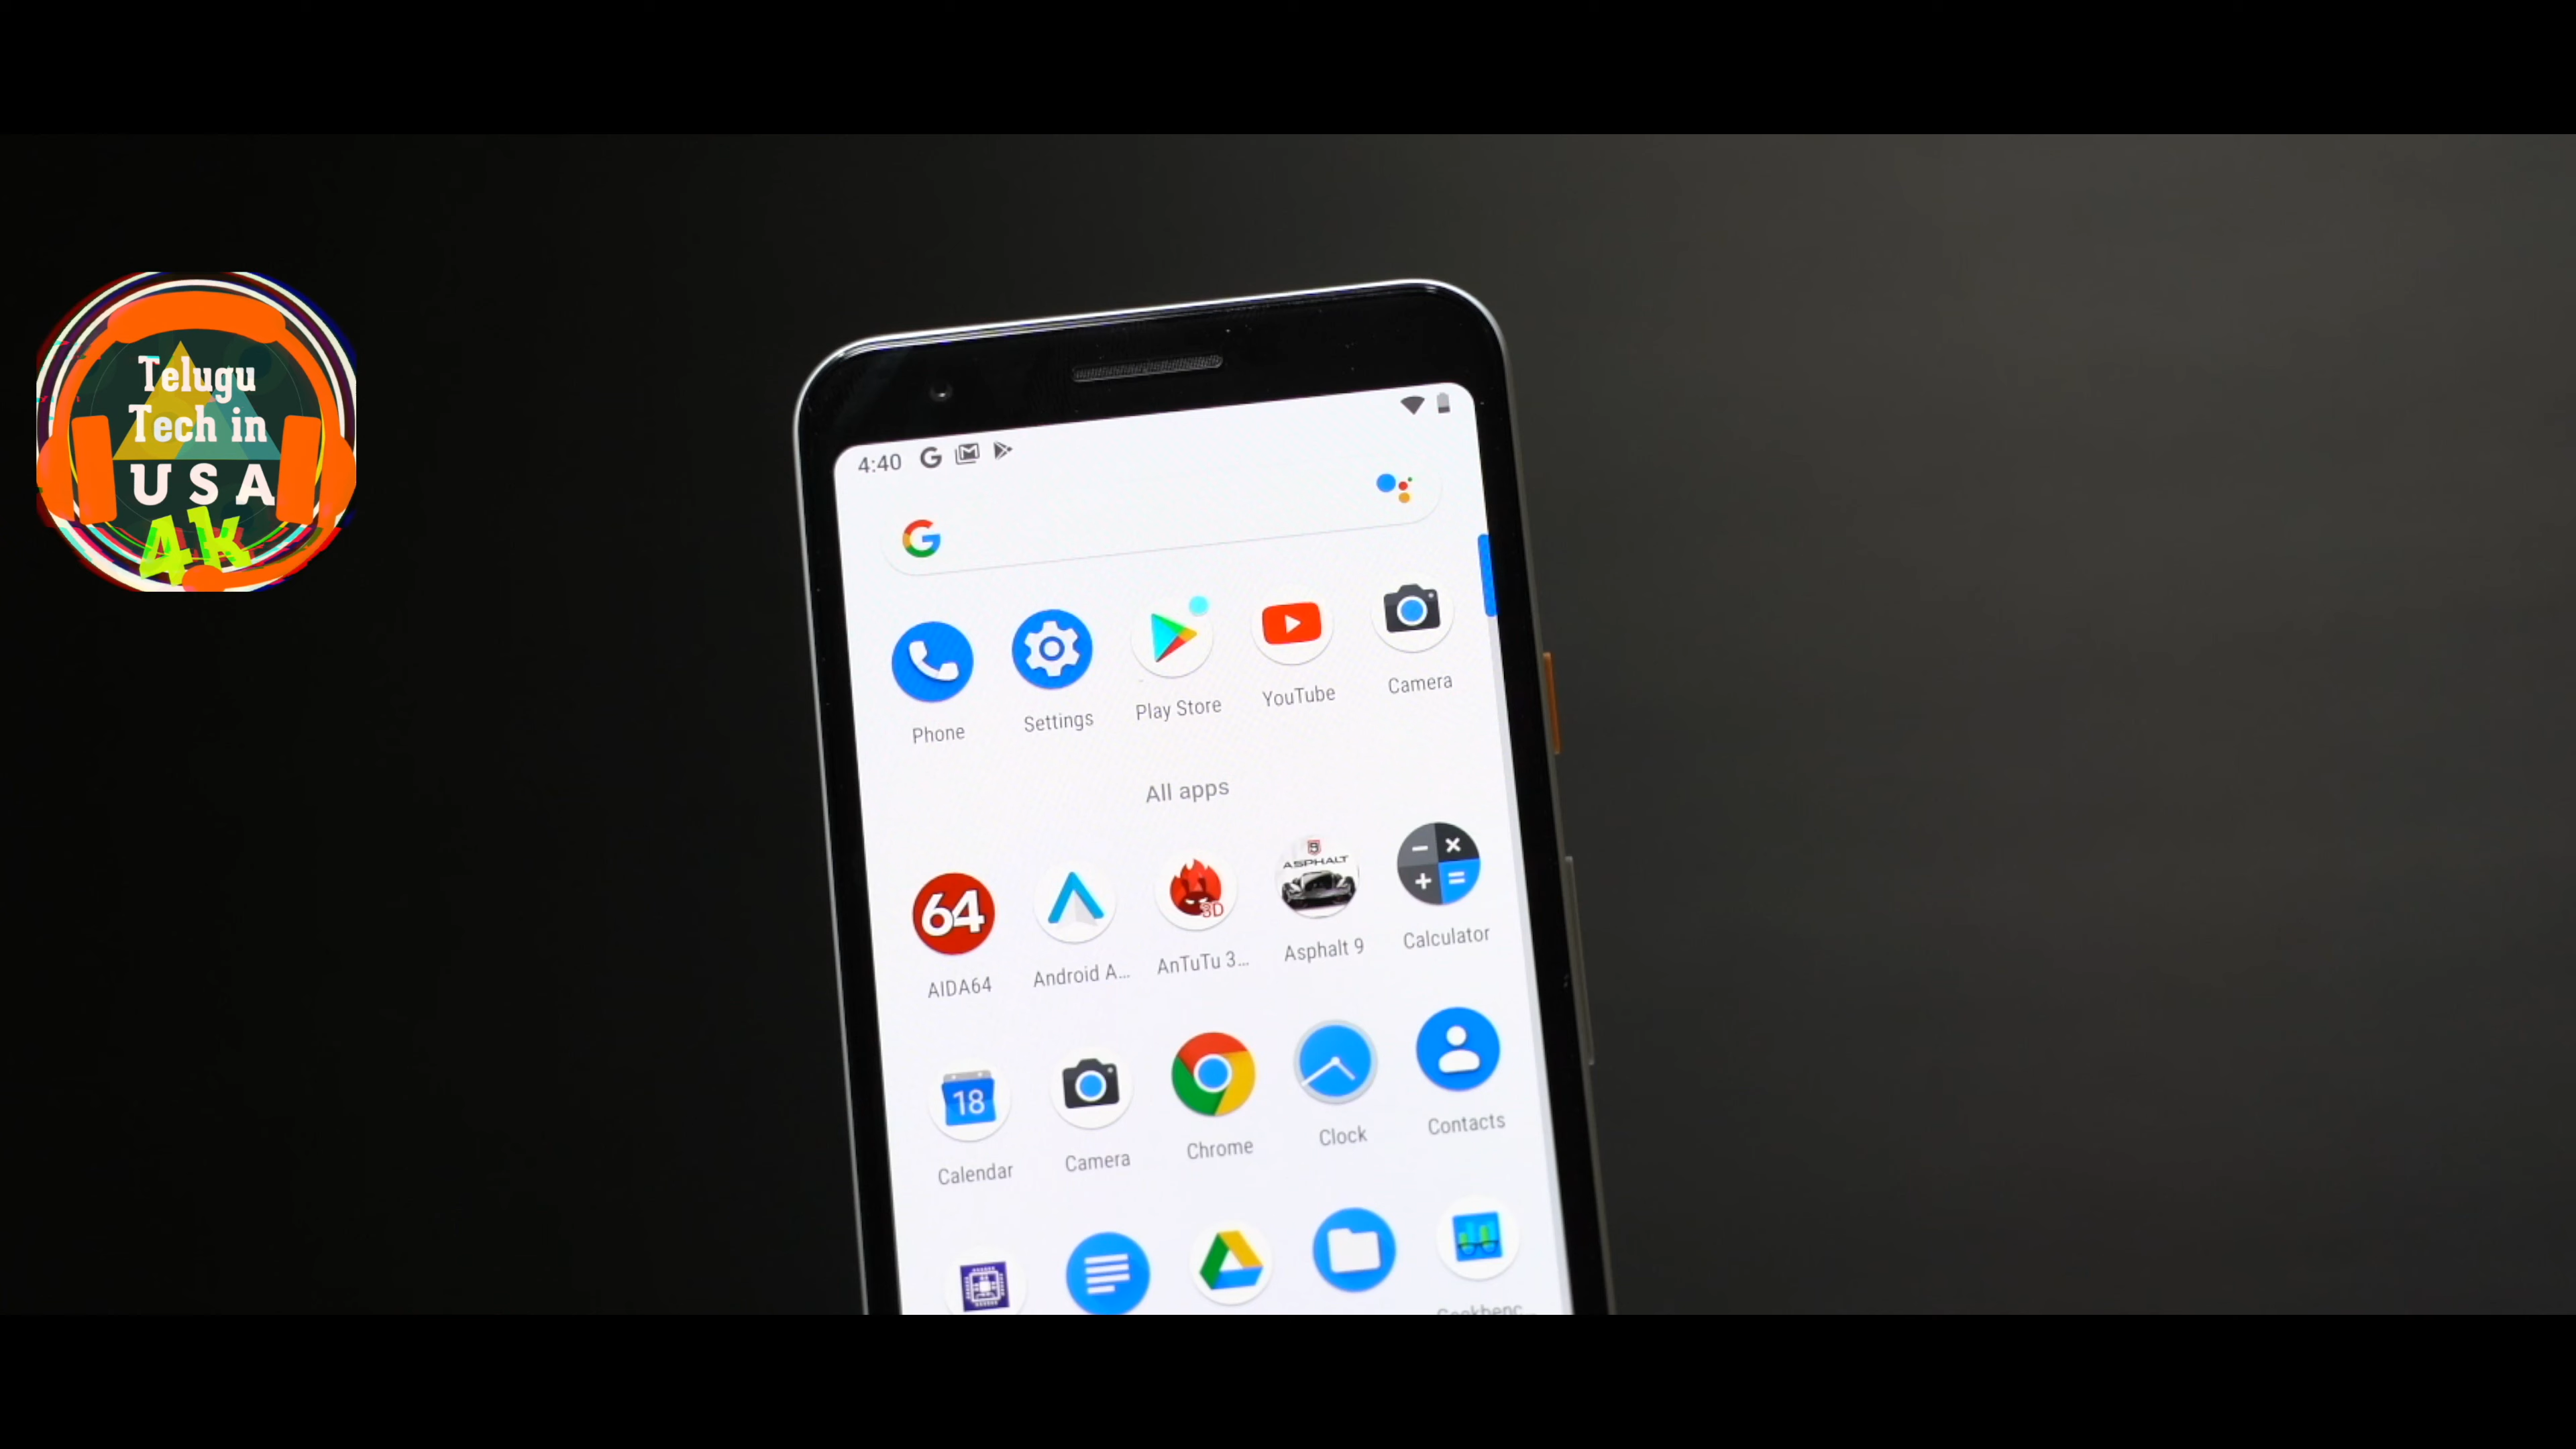 Telugu
Tech in
USA
4k
4:40
Phone
Settings
Play Store
YouTube
Camera
All apps
64
3D
ASPHALT
AIDA64
Android A...
AnTuTu 3...
Asphalt 9
Calculator
18
Calendar
Camera
Chrome
Clock
Contacts